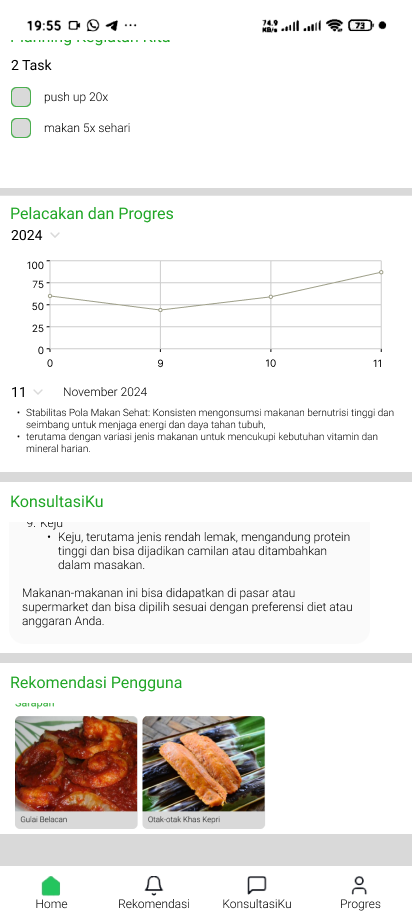 19:55
74.9
KB/s
73
Planning Kegiatan Kita
2 Task
push up 20x
makan 5x sehari
Pelacakan dan Progres
2024
100
75
50
25
0
0 9 10 11
11 November 2024
• Stabilitas Pola Makan Sehat: Konsisten mengonsumsi makanan bernutrisi tinggi dan
seimbang untuk menjaga energi dan daya tahan tubuh,
• terutama dengan variasi jenis makanan untuk mencukupi kebutuhan vitamin dan
mineral harian.
KonsultasiKu
9. Keju
• Keju, terutama jenis rendah lemak, mengandung protein
tinggi dan bisa dijadikan camilan atau ditambahkan
dalam masakan.
Makanan-makanan ini bisa didapatkan di pasar atau
supermarket dan bisa dipilih sesuai dengan preferensi diet atau
anggaran Anda.
Rekomendasi Pengguna
Sarapan
Gulai Belacan
Otak-otak Khas Kepri
Home
Rekomendasi
KonsultasiKu
Progres